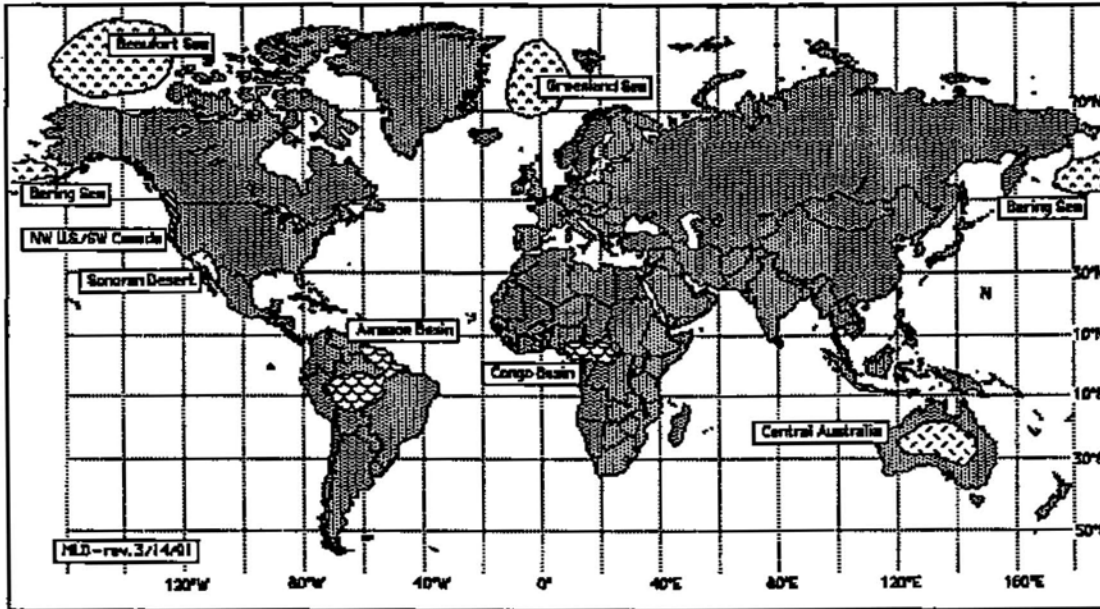 Beaufort Sea
Greenland Sea
70°N
Bering Sea
Bering Sea
NW U.S./SW Canada
30°N
Sonoran Desert
N
Amazon Basin
10°N
Congo Basin
10°S
Central Australia
30°S
50°S
MLD-rev. 3/14/91
120°W
80°W
40°W
0°
40°E
80°E
120°E
160°E